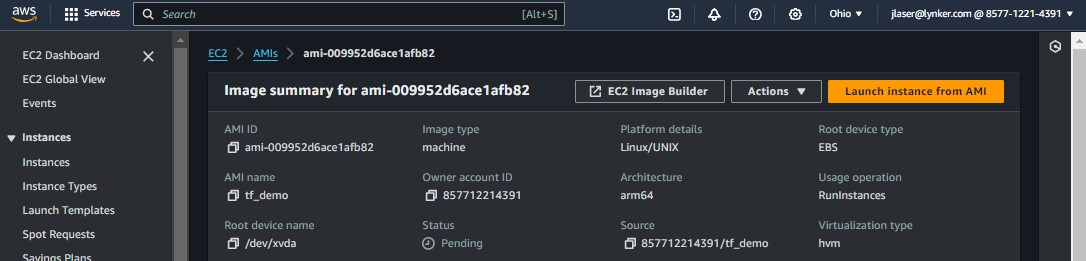 aws
Services
Search
[Alt+S]
Ohio
jlaser@lynker.com @ 8577-1221-4391
EC2 Dashboard
EC2 Global View
Events
Instances
Instances
Instance Types
Launch Templates
Spot Requests
Savings Plans
EC2
AMIs
ami-009952d6ace1afb82
Image summary for ami-009952d6ace1afb82
EC2 Image Builder
Actions
Launch instance from AMI
AMI ID
ami-009952d6ace1afb82
Image type
machine
Platform details
Linux/UNIX
Root device type
EBS
AMI name
tf_demo
Owner account ID
857712214391
Architecture
arm64
Usage operation
RunInstances
Root device name
/dev/xvda
Status
Pending
Source
857712214391/tf_demo
Virtualization type
hvm